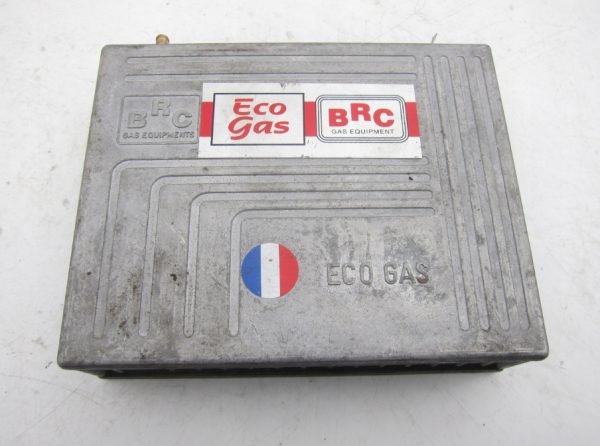 BRC
GAS EQUIPMENTS
Eco
Gas
BRC
GAS EQUIPMENT
ECO GAS